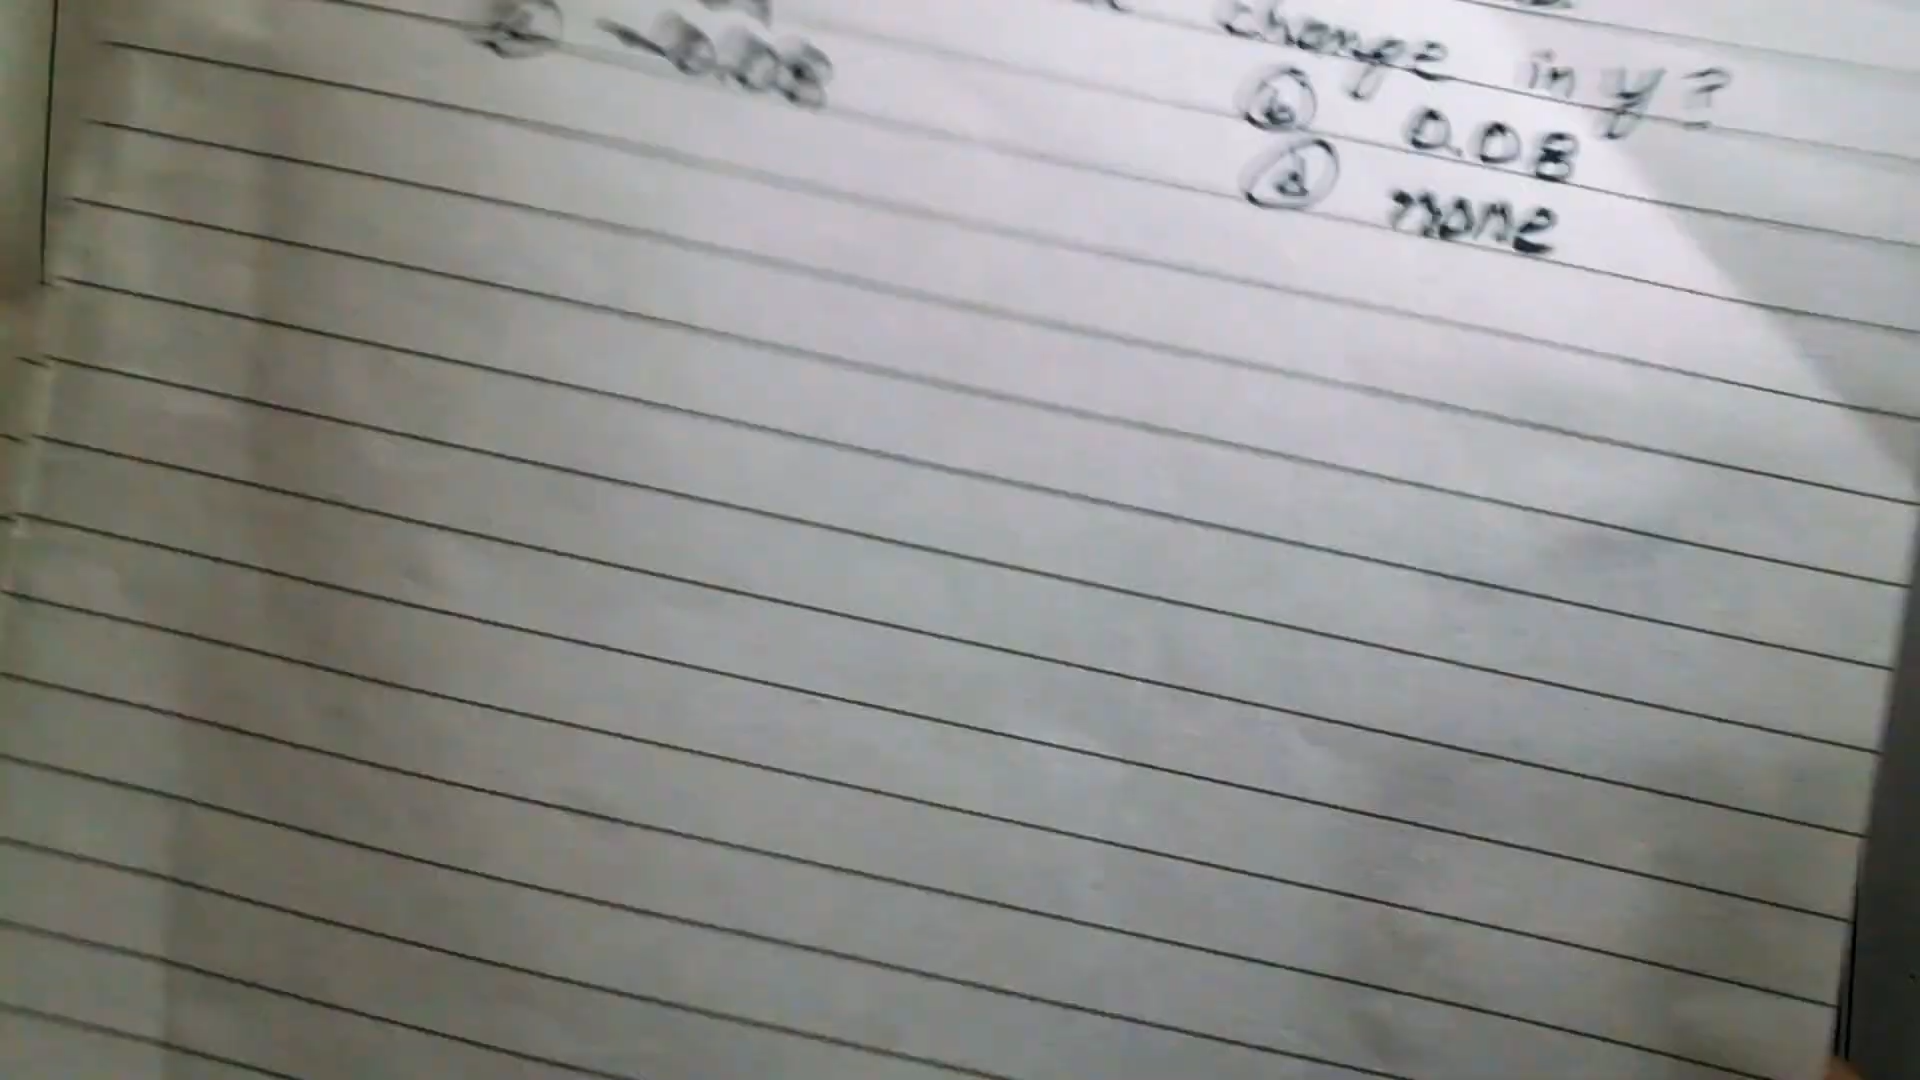 change in y?
(b) 0.08
(c) -0.08
(d) none